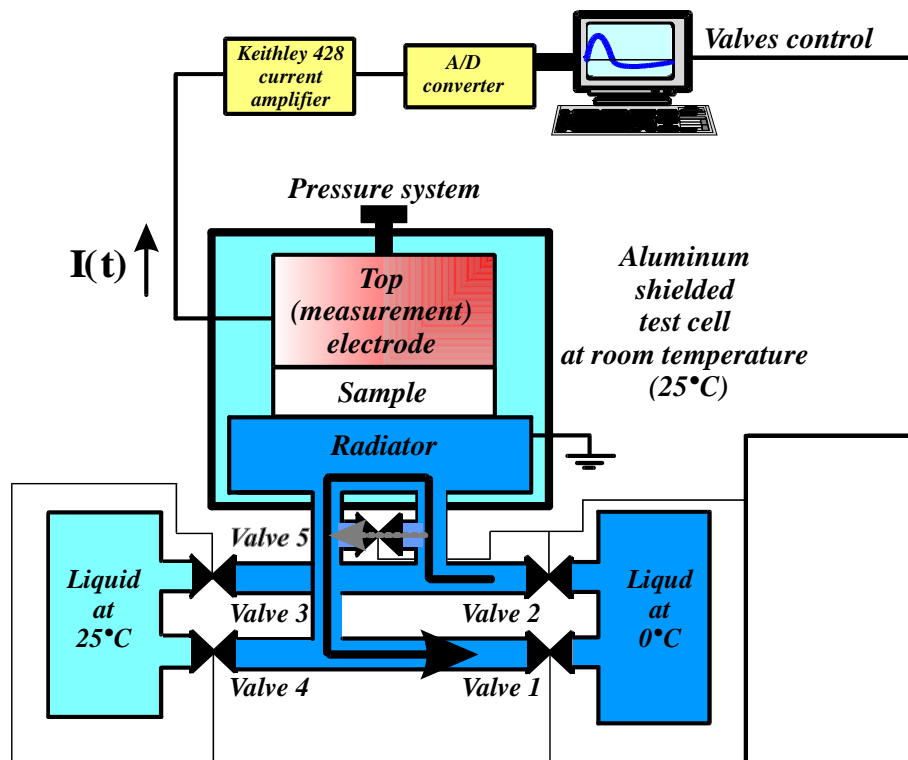 Keithley 428
current
amplifier
A/D
converter
Valves control
Pressure system
I(t)
Top
(measurement)
electrode
Sample
Radiator
Aluminum
shielded
test cell
at room temperature
(25•C)
Valve 5
Liquid
at
25•C
Valve 3
Valve 2
Valve 4
Valve 1
Liqud
at
0•C